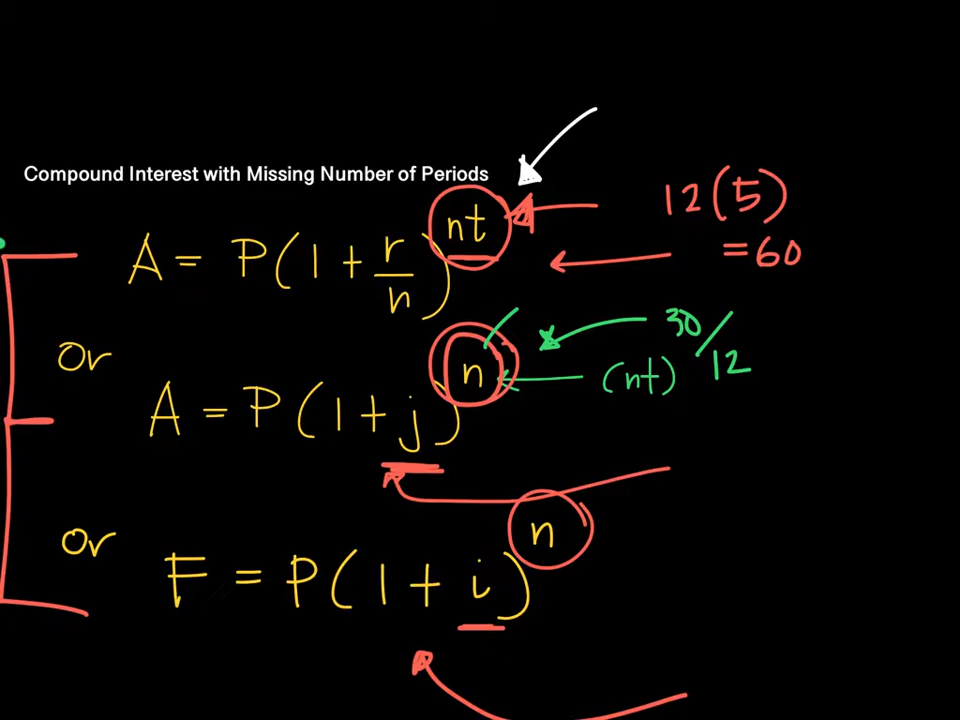 Compound Interest with Missing Number of Periods
A = P(1 + r/n)^nt
12(5)
=60
or
A = P(1 + j)^n
30/12
(nt)
or
F = P(1 + i)^n